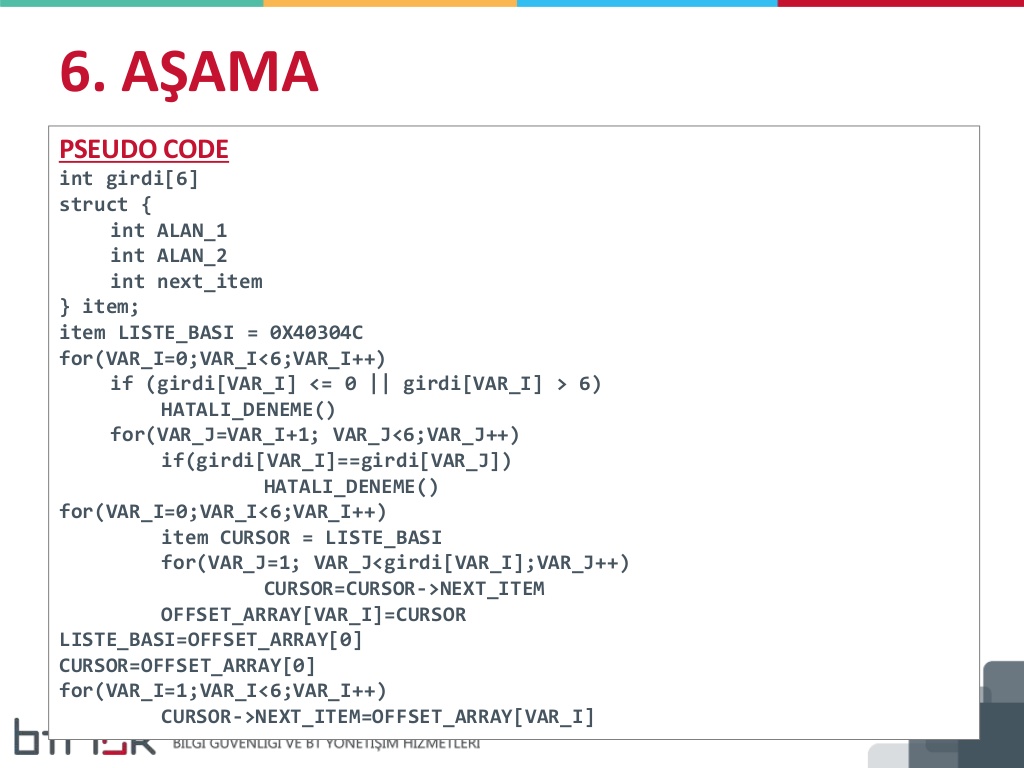 6. AŞAMA
PSEUDO CODE
int girdi[6]
struct {
int ALAN_1
int ALAN_2
int next_item
} item;
item LISTE_BASI = 0X40304C
for(VAR_I=0;VAR_I<6;VAR_I++)
if (girdi[VAR_I] <= 0 || girdi[VAR_I] > 6)
HATALI_DENEME()
for(VAR_J=VAR_I+1; VAR_J<6;VAR_J++)
if(girdi[VAR_I]==girdi[VAR_J])
HATALI_DENEME()
for(VAR_I=0;VAR_I<6;VAR_I++)
item CURSOR = LISTE_BASI
for(VAR_J=1; VAR_J<girdi[VAR_I];VAR_J++)
CURSOR=CURSOR->NEXT_ITEM
OFFSET_ARRAY[VAR_I]=CURSOR
LISTE_BASI=OFFSET_ARRAY[0]
CURSOR=OFFSET_ARRAY[0]
for(VAR_I=1;VAR_I<6;VAR_I++)
CURSOR->NEXT_ITEM=OFFSET_ARRAY[VAR_I]
BİLGİ GÜVENLİĞİ VE BT YÖNETİŞİM HİZMETLERİ